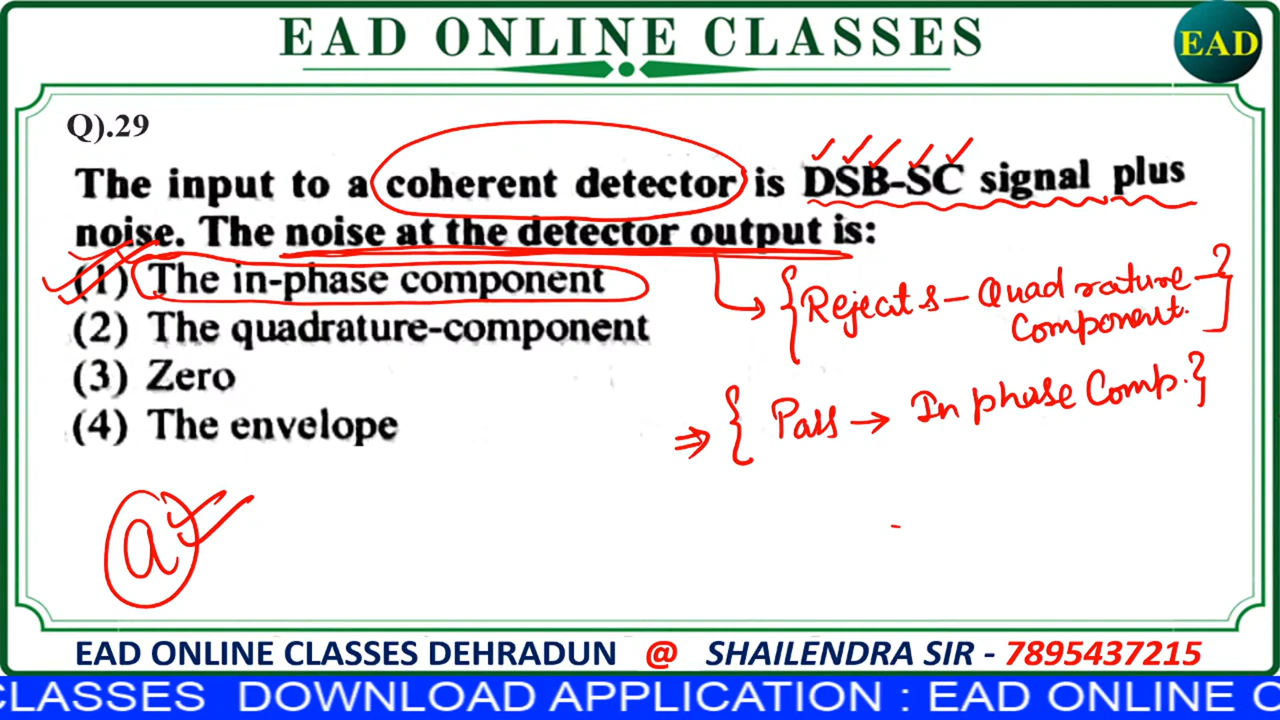 EAD ONLINE CLASSES
EAD
Q).29
The input to a coherent detector is DSB-SC signal plus
noise. The noise at the detector output is:
(1) The in-phase component
(2) The quadrature-component
(3) Zero
(4) The envelope
{Rejects - Quadrature
Component.}
⇒ {Pass → In phase Comp.}
a
EAD ONLINE CLASSES DEHRADUN @ SHAILENDRA SIR - 7895437215
CLASSES DOWNLOAD APPLICATION : EAD ONLINE C